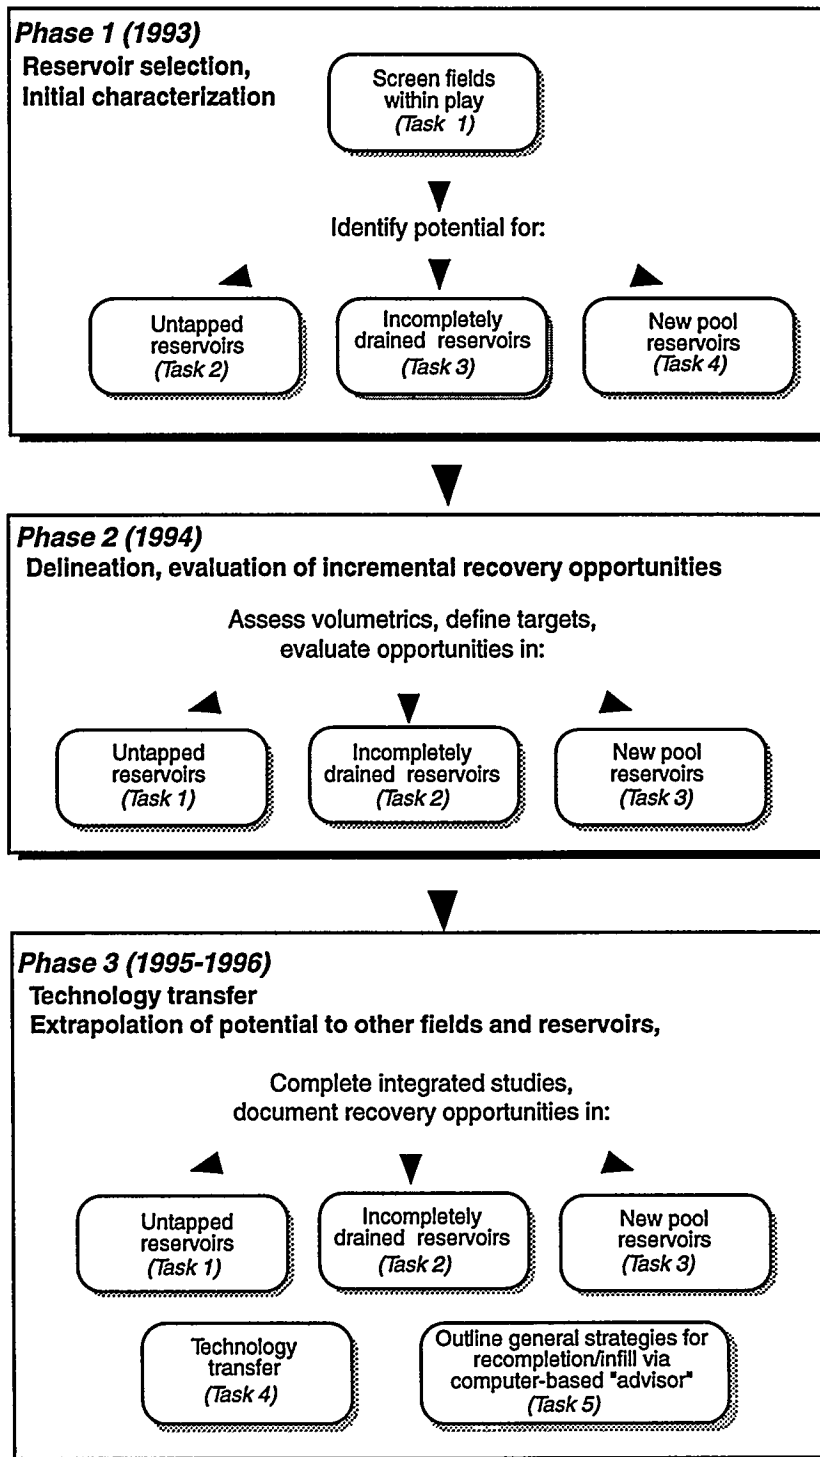 Phase 1 (1993)
Reservoir selection,
Initial characterization
Screen fields
within play
(Task 1)
Identify potential for:
Untapped
reservoirs
(Task 2)
Incompletely
drained reservoirs
(Task 3)
New pool
reservoirs
(Task 4)
Phase 2 (1994)
Delineation, evaluation of incremental recovery opportunities
Assess volumetrics, define targets,
evaluate opportunities in:
Untapped
reservoirs
(Task 1)
Incompletely
drained reservoirs
(Task 2)
New pool
reservoirs
(Task 3)
Phase 3 (1995-1996)
Technology transfer
Extrapolation of potential to other fields and reservoirs,
Complete integrated studies,
document recovery opportunities in:
Untapped
reservoirs
(Task 1)
Incompletely
drained reservoirs
(Task 2)
New pool
reservoirs
(Task 3)
Technology
transfer
(Task 4)
Outline general strategies for
recompletion/infill via
computer-based "advisor"
(Task 5)